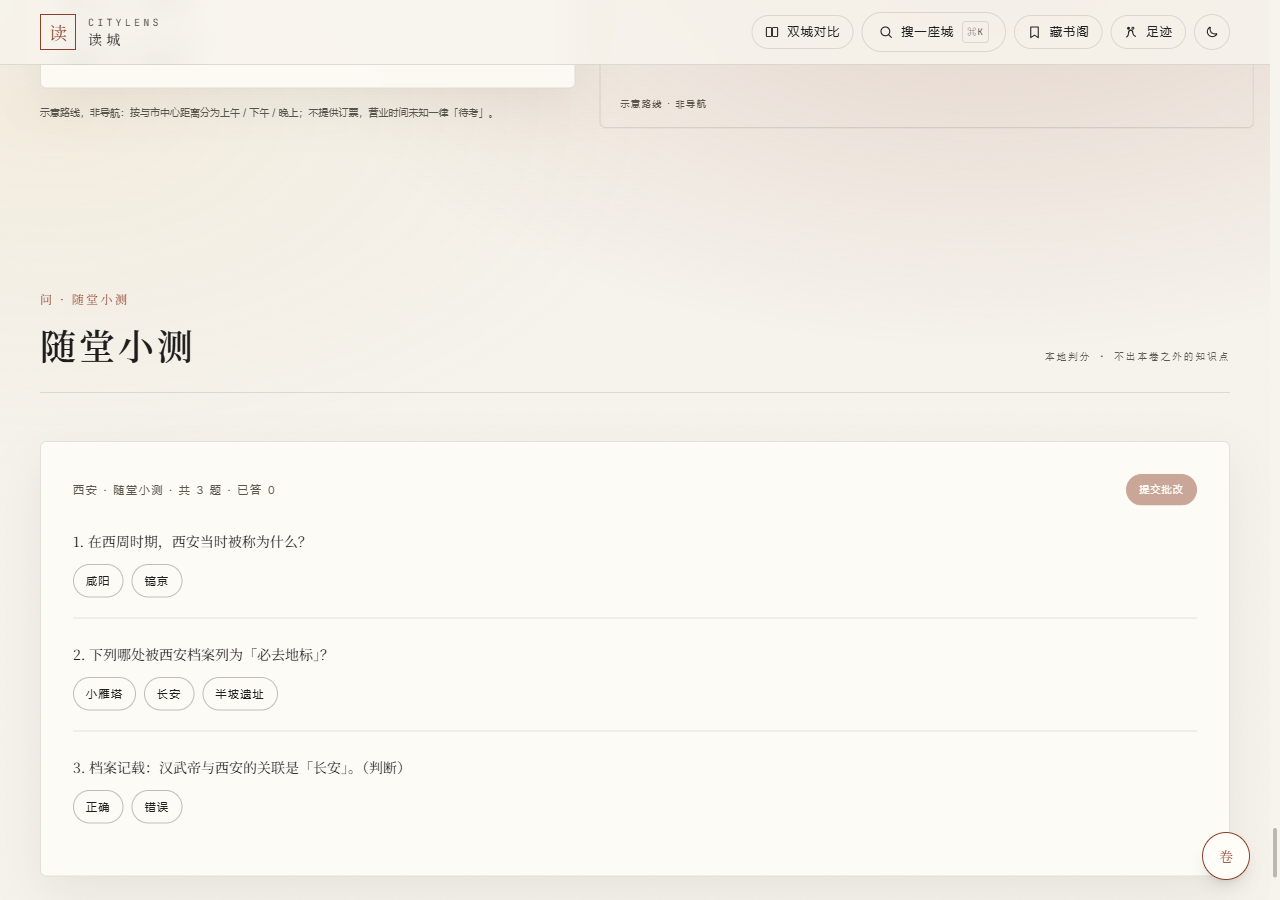 读
CITYLENS
读城
双城对比
搜一座城 ⌘K
藏书阁
足迹
示意路线 · 非导航
示意路线，非导航：按与市中心距离分为上午 / 下午 / 晚上；不提供订票，营业时间未知一律「待考」。
问 · 随堂小测
随堂小测
本地判分 · 不出本卷之外的知识点
西安 · 随堂小测 · 共 3 题 · 已答 0
提交批改
1. 在西周时期，西安当时被称为什么？
咸阳
镐京
2. 下列哪处被西安档案列为「必去地标」？
小雁塔
长安
半坡遗址
3. 档案记载：汉武帝与西安的关联是「长安」。（判断）
正确
错误
卷